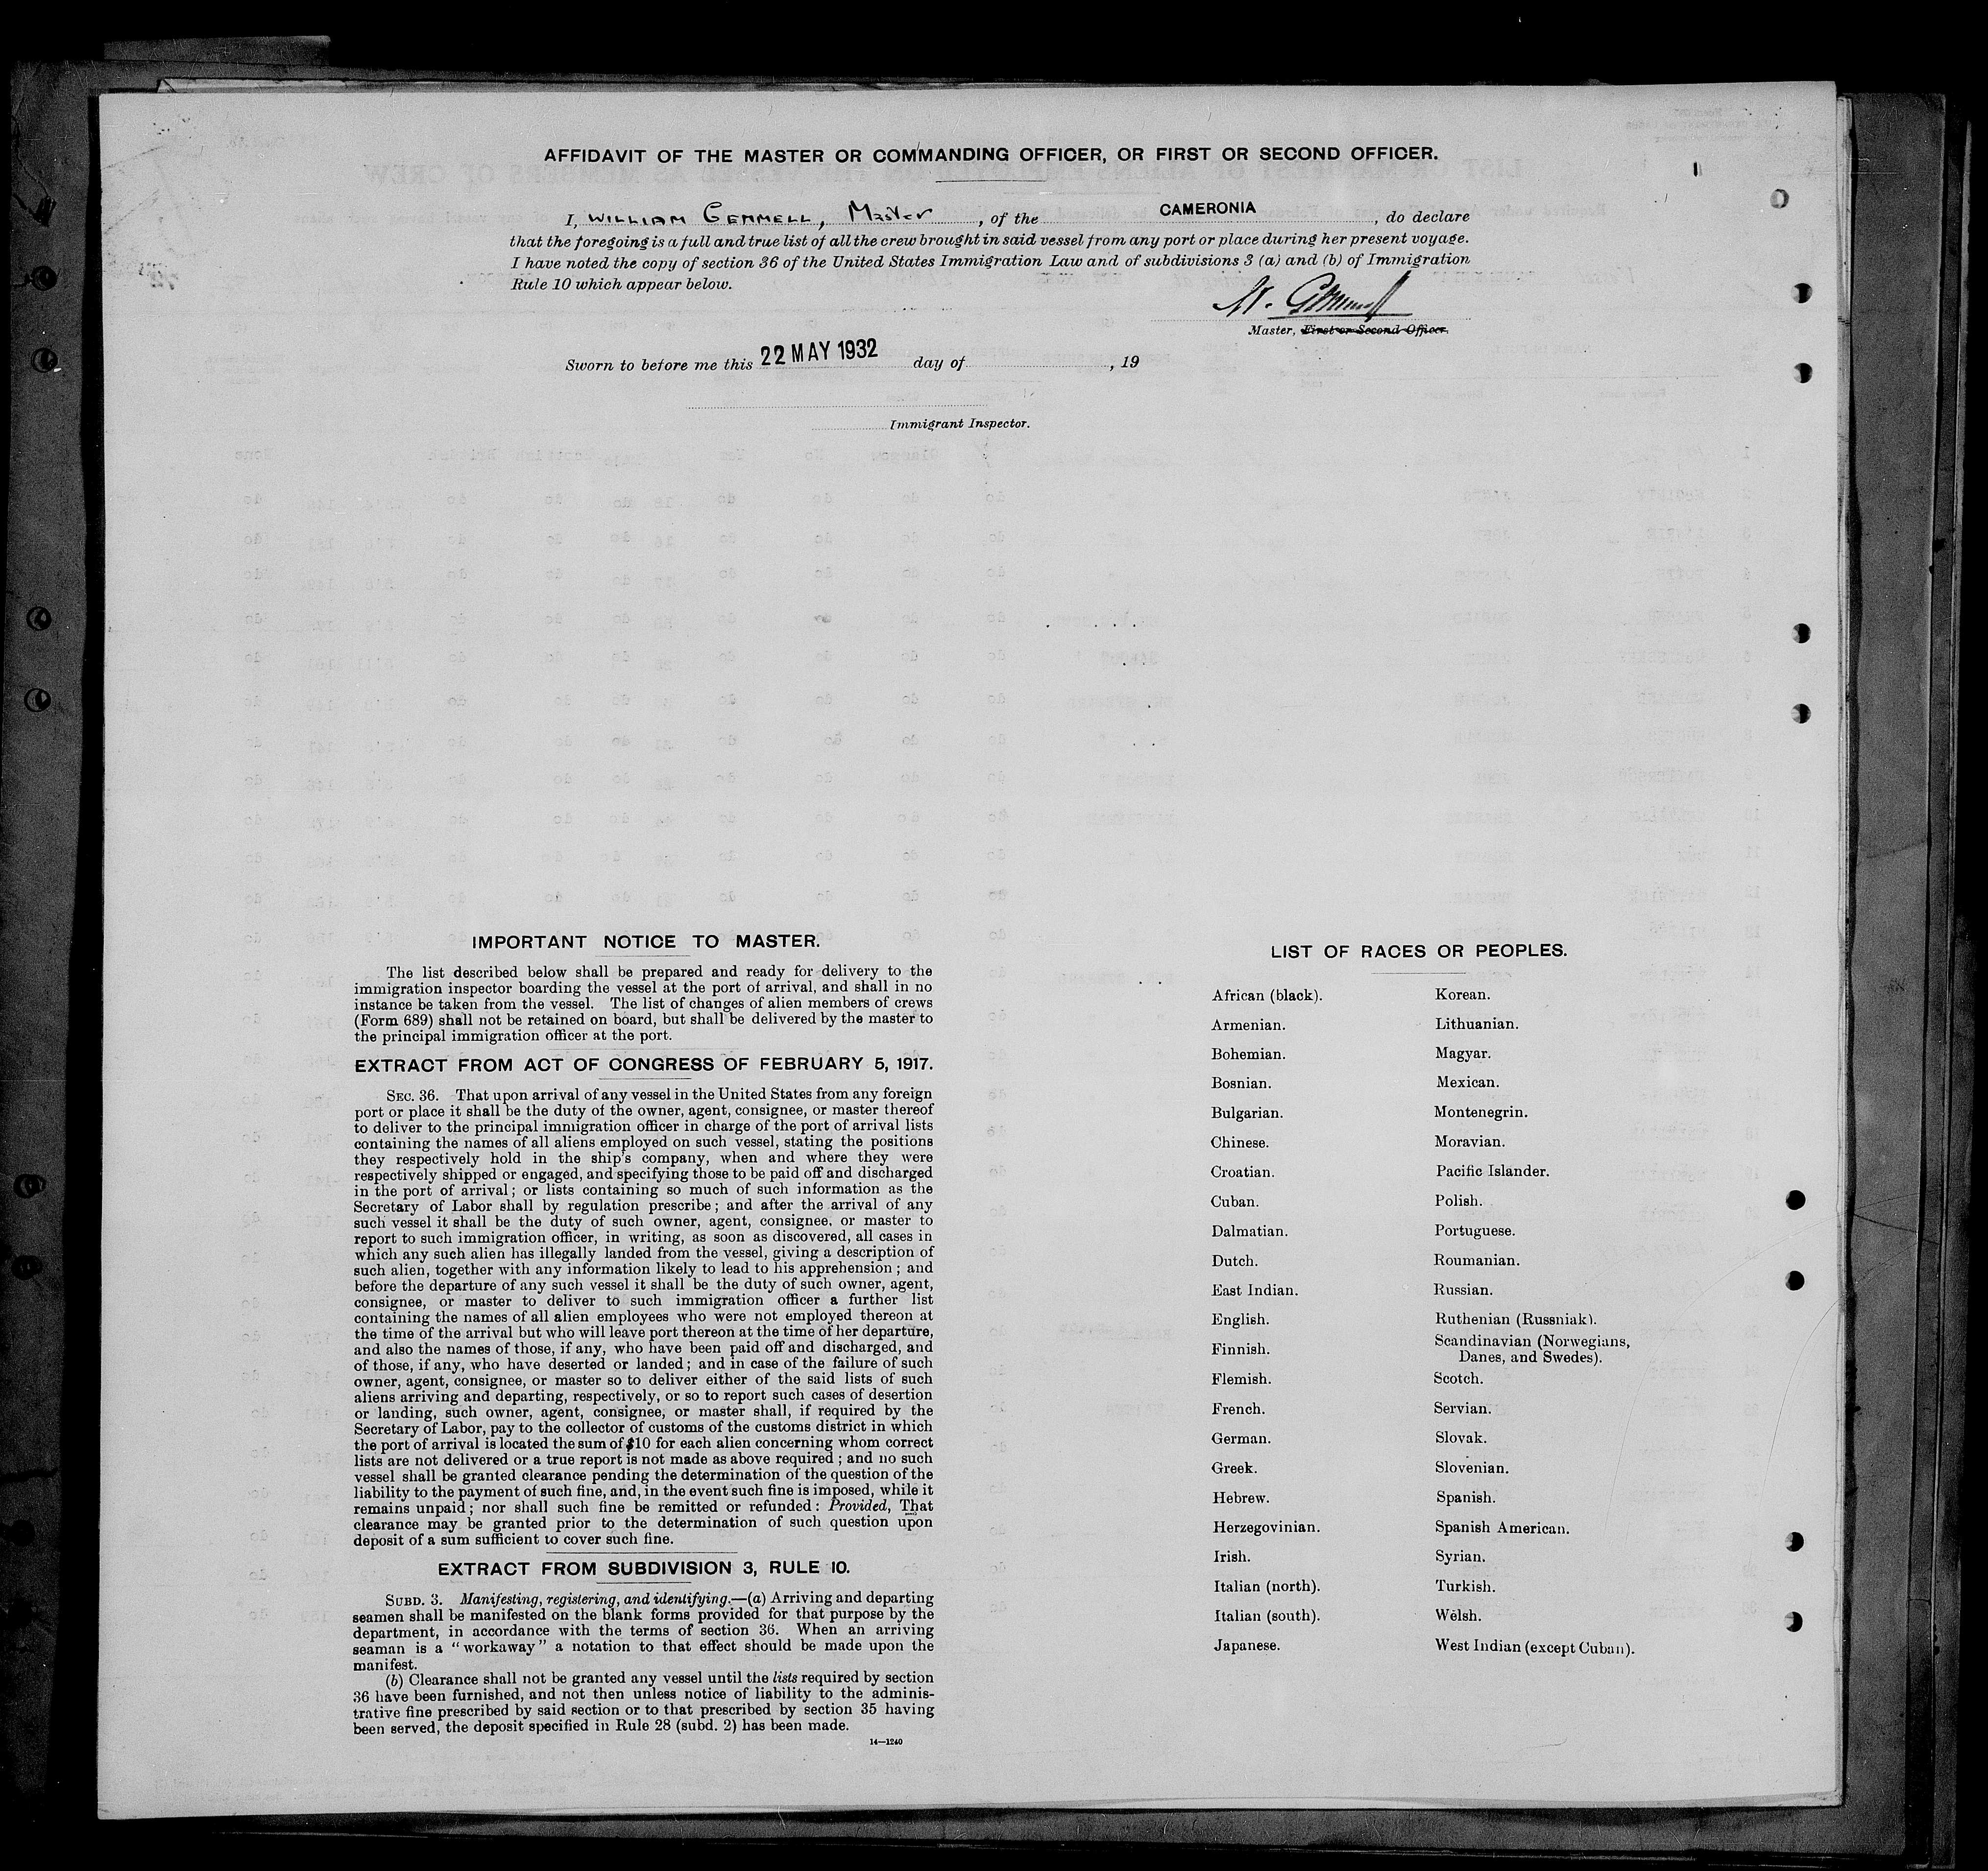 AFFIDAVIT OF THE MASTER OR COMMANDING OFFICER, OR FIRST OR SECOND OFFICER.
I, WILLIAM GEMMELL, Master, of the CAMERONIA, do declare
that the foregoing is a full and true list of all the crew brought in said vessel from any port or place during her present voyage.
I have noted the copy of section 36 of the United States Immigration Law and of subdivisions 3 (a) and (b) of Immigration
Rule 10 which appear below.
W. Gemmell
Master, First or Second Officer.
Sworn to before me this 22 MAY 1932 day of , 19
Immigrant Inspector.
IMPORTANT NOTICE TO MASTER.
The list described below shall be prepared and ready for delivery to the
immigration inspector boarding the vessel at the port of arrival, and shall in no
instance be taken from the vessel. The list of changes of alien members of crews
(Form 689) shall not be retained on board, but shall be delivered by the master to
the principal immigration officer at the port.
EXTRACT FROM ACT OF CONGRESS OF FEBRUARY 5, 1917.
SEC. 36. That upon arrival of any vessel in the United States from any foreign
port or place it shall be the duty of the owner, agent, consignee, or master thereof
to deliver to the principal immigration officer in charge of the port of arrival lists
containing the names of all aliens employed on such vessel, stating the positions
they respectively hold in the ship's company, when and where they were
respectively shipped or engaged, and specifying those to be paid off and discharged
in the port of arrival; or lists containing so much of such information as the
Secretary of Labor shall by regulation prescribe; and after the arrival of any
such vessel it shall be the duty of such owner, agent, consignee, or master to
report to such immigration officer, in writing, as soon as discovered, all cases in
which any such alien has illegally landed from the vessel, giving a description of
such alien, together with any information likely to lead to his apprehension; and
before the departure of any such vessel it shall be the duty of such owner, agent,
consignee, or master to deliver to such immigration officer a further list
containing the names of all alien employees who were not employed thereon at
the time of the arrival but who will leave port thereon at the time of her departure,
and also the names of those, if any, who have been paid off and discharged, and
of those, if any, who have deserted or landed; and in case of the failure of such
owner, agent, consignee, or master so to deliver either of the said lists of such
aliens arriving and departing, respectively, or so to report such cases of desertion
or landing, such owner, agent, consignee, or master shall, if required by the
Secretary of Labor, pay to the collector of customs of the customs district in which
the port of arrival is located the sum of $10 for each alien concerning whom correct
lists are not delivered or a true report is not made as above required; and no such
vessel shall be granted clearance pending the determination of the question of the
liability to the payment of such fine, and, in the event such fine is imposed, while it
remains unpaid; nor shall such fine be remitted or refunded: Provided, That
clearance may be granted prior to the determination of such question upon
deposit of a sum sufficient to cover such fine.
EXTRACT FROM SUBDIVISION 3, RULE 10.
SUBD. 3. Manifesting, registering, and identifying.—(a) Arriving and departing
seamen shall be manifested on the blank forms provided for that purpose by the
department, in accordance with the terms of section 36. When an arriving
seaman is a "workaway" a notation to that effect should be made upon the
manifest.
(b) Clearance shall not be granted any vessel until the lists required by section
36 have been furnished, and not then unless notice of liability to the adminis-
trative fine prescribed by said section or to that prescribed by section 35 having
been served, the deposit specified in Rule 28 (subd. 2) has been made.
14—1240
LIST OF RACES OR PEOPLES.
African (black).
Armenian.
Bohemian.
Bosnian.
Bulgarian.
Chinese.
Croatian.
Cuban.
Dalmatian.
Dutch.
East Indian.
English.
Finnish.
Flemish.
French.
German.
Greek.
Hebrew.
Herzegovinian.
Irish.
Italian (north).
Italian (south).
Japanese.
Korean.
Lithuanian.
Magyar.
Mexican.
Montenegrin.
Moravian.
Pacific Islander.
Polish.
Portuguese.
Roumanian.
Russian.
Ruthenian (Russniak).
Scandinavian (Norwegians,
Danes, and Swedes).
Scotch.
Servian.
Slovak.
Slovenian.
Spanish.
Spanish American.
Syrian.
Turkish.
Welsh.
West Indian (except Cuban).